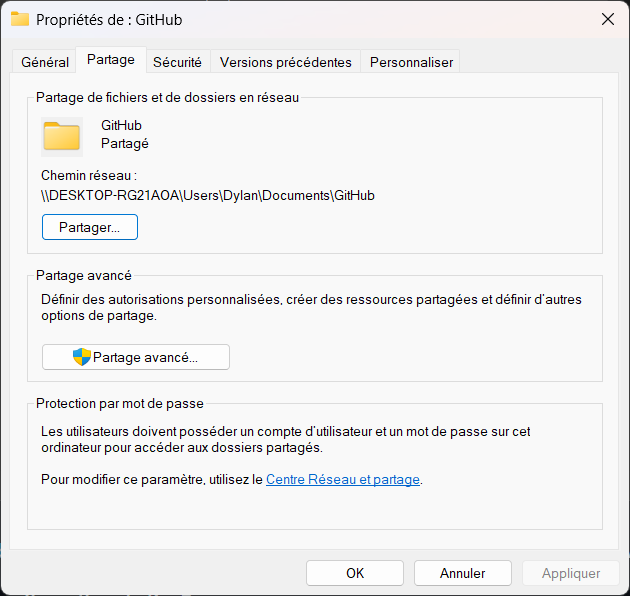 Propriétés de : GitHub
Général
Partage
Sécurité
Versions précédentes
Personnaliser
Partage de fichiers et de dossiers en réseau
GitHub
Partagé
Chemin réseau :
\\DESKTOP-RG21AOA\Users\Dylan\Documents\GitHub
Partager...
Partage avancé
Définir des autorisations personnalisées, créer des ressources partagées et définir d'autres
options de partage.
Partage avancé...
Protection par mot de passe
Les utilisateurs doivent posséder un compte d'utilisateur et un mot de passe sur cet
ordinateur pour accéder aux dossiers partagés.
Pour modifier ce paramètre, utilisez le Centre Réseau et partage.
OK
Annuler
Appliquer